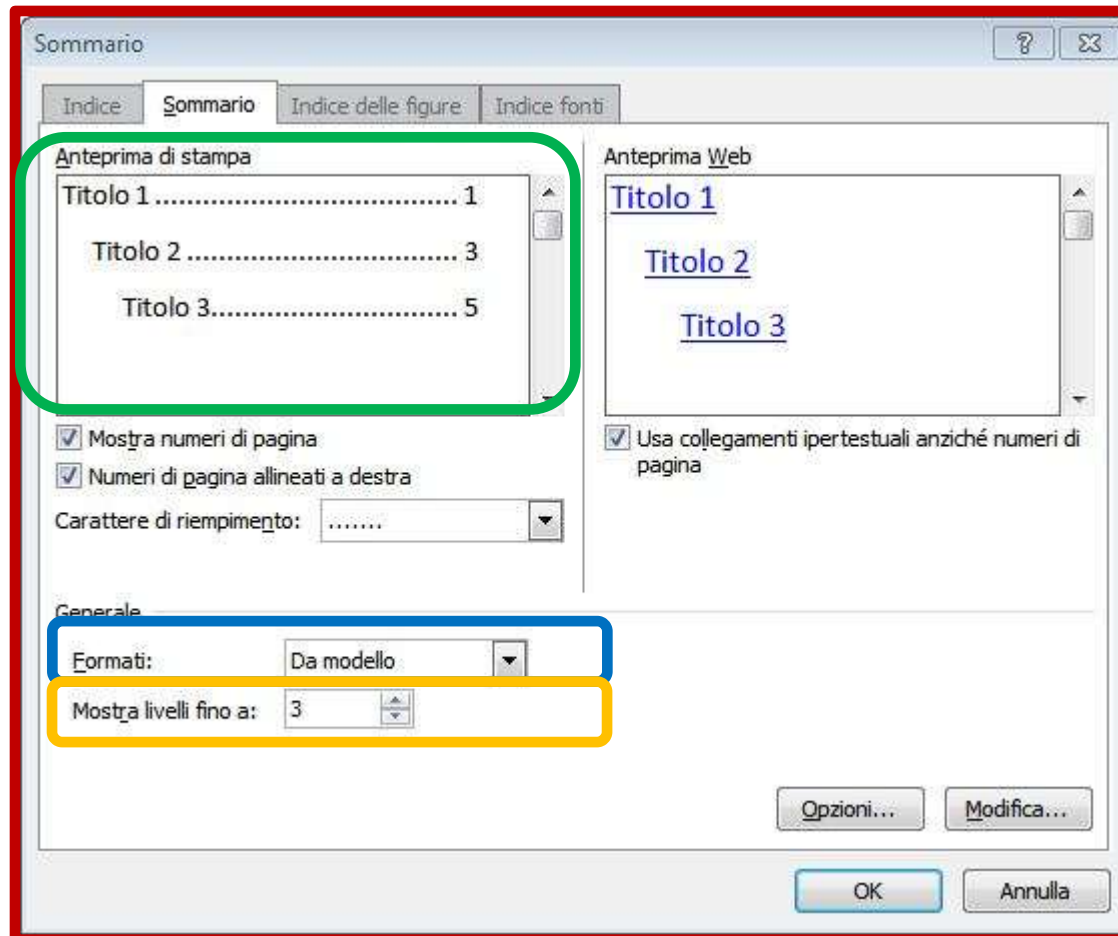 Sommario
Indice
Sommario
Indice delle figure
Indice fonti
Anteprima di stampa
Titolo 1 .................................... 1
Titolo 2 ................................ 3
Titolo 3............................. 5
Mostra numeri di pagina
Numeri di pagina allineati a destra
Carattere di riempimento: .......
Anteprima Web
Titolo 1
Titolo 2
Titolo 3
Usa collegamenti ipertestuali anziché numeri di
pagina
Generale
Formati: Da modello
Mostra livelli fino a: 3
Opzioni...
Modifica...
OK
Annulla